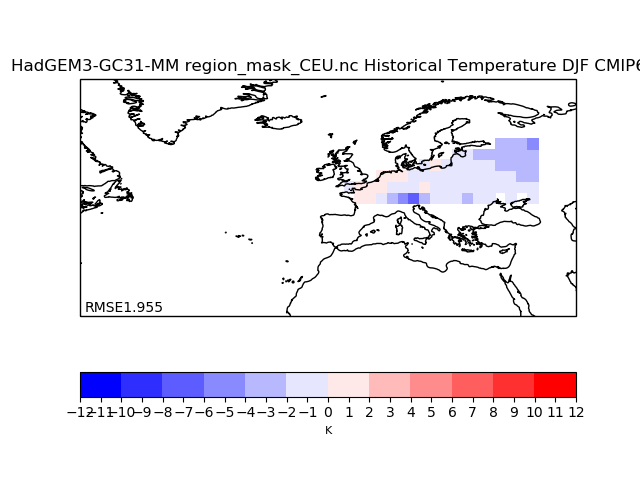 HadGEM3-GC31-MM region_mask_CEU.nc Historical Temperature DJF CMIP6
RMSE1.955
−12−11−10−9 −8 −7 −6 −5 −4 −3 −2 −1 0 1 2 3 4 5 6 7 8 9 10 11 12
K